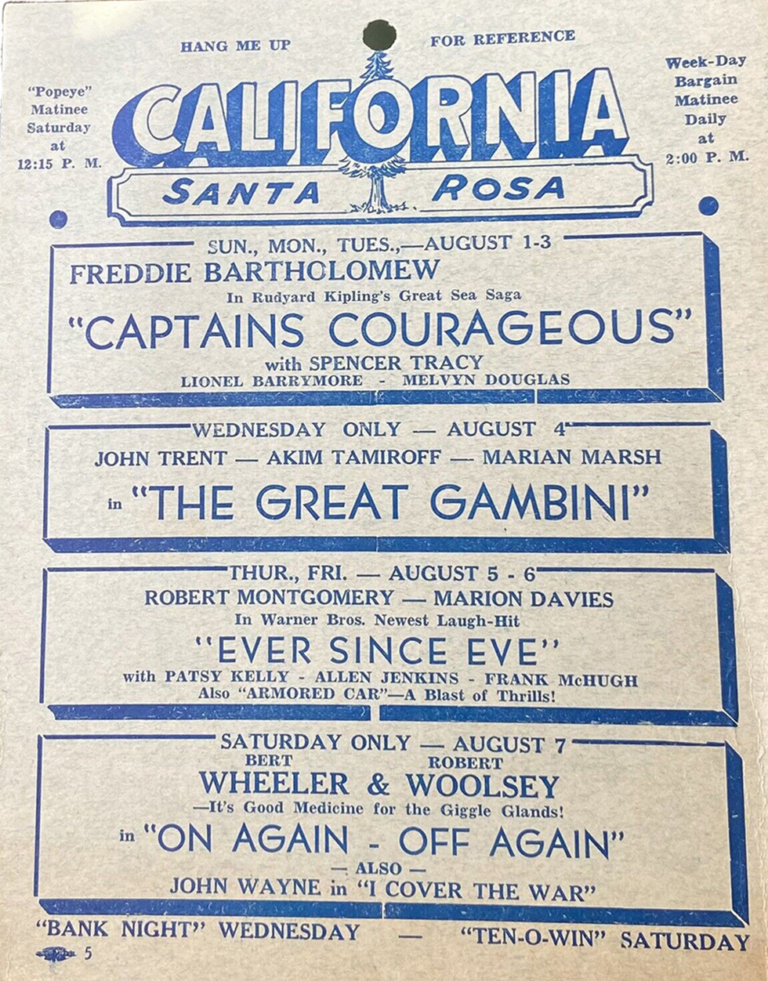 HANG ME UP FOR REFERENCE
"Popeye"
Matinee
Saturday
at
12:15 P. M.
CALIFORNIA
SANTA ROSA
Week-Day
Bargain
Matinee
Daily
at
2:00 P. M.
SUN., MON., TUES.,—AUGUST 1-3
FREDDIE BARTHOLOMEW
In Rudyard Kipling's Great Sea Saga
"CAPTAINS COURAGEOUS"
with SPENCER TRACY
LIONEL BARRYMORE - MELVYN DOUGLAS
WEDNESDAY ONLY — AUGUST 4
JOHN TRENT — AKIM TAMIROFF — MARIAN MARSH
in "THE GREAT GAMBINI"
THUR., FRI. — AUGUST 5 - 6
ROBERT MONTGOMERY — MARION DAVIES
In Warner Bros. Newest Laugh-Hit
"EVER SINCE EVE"
with PATSY KELLY - ALLEN JENKINS - FRANK McHUGH
Also "ARMORED CAR"—A Blast of Thrills!
SATURDAY ONLY — AUGUST 7
BERT ROBERT
WHEELER & WOOLSEY
—It's Good Medicine for the Giggle Glands!
in "ON AGAIN - OFF AGAIN"
— ALSO —
JOHN WAYNE in "I COVER THE WAR"
"BANK NIGHT" WEDNESDAY — "TEN-O-WIN" SATURDAY
5